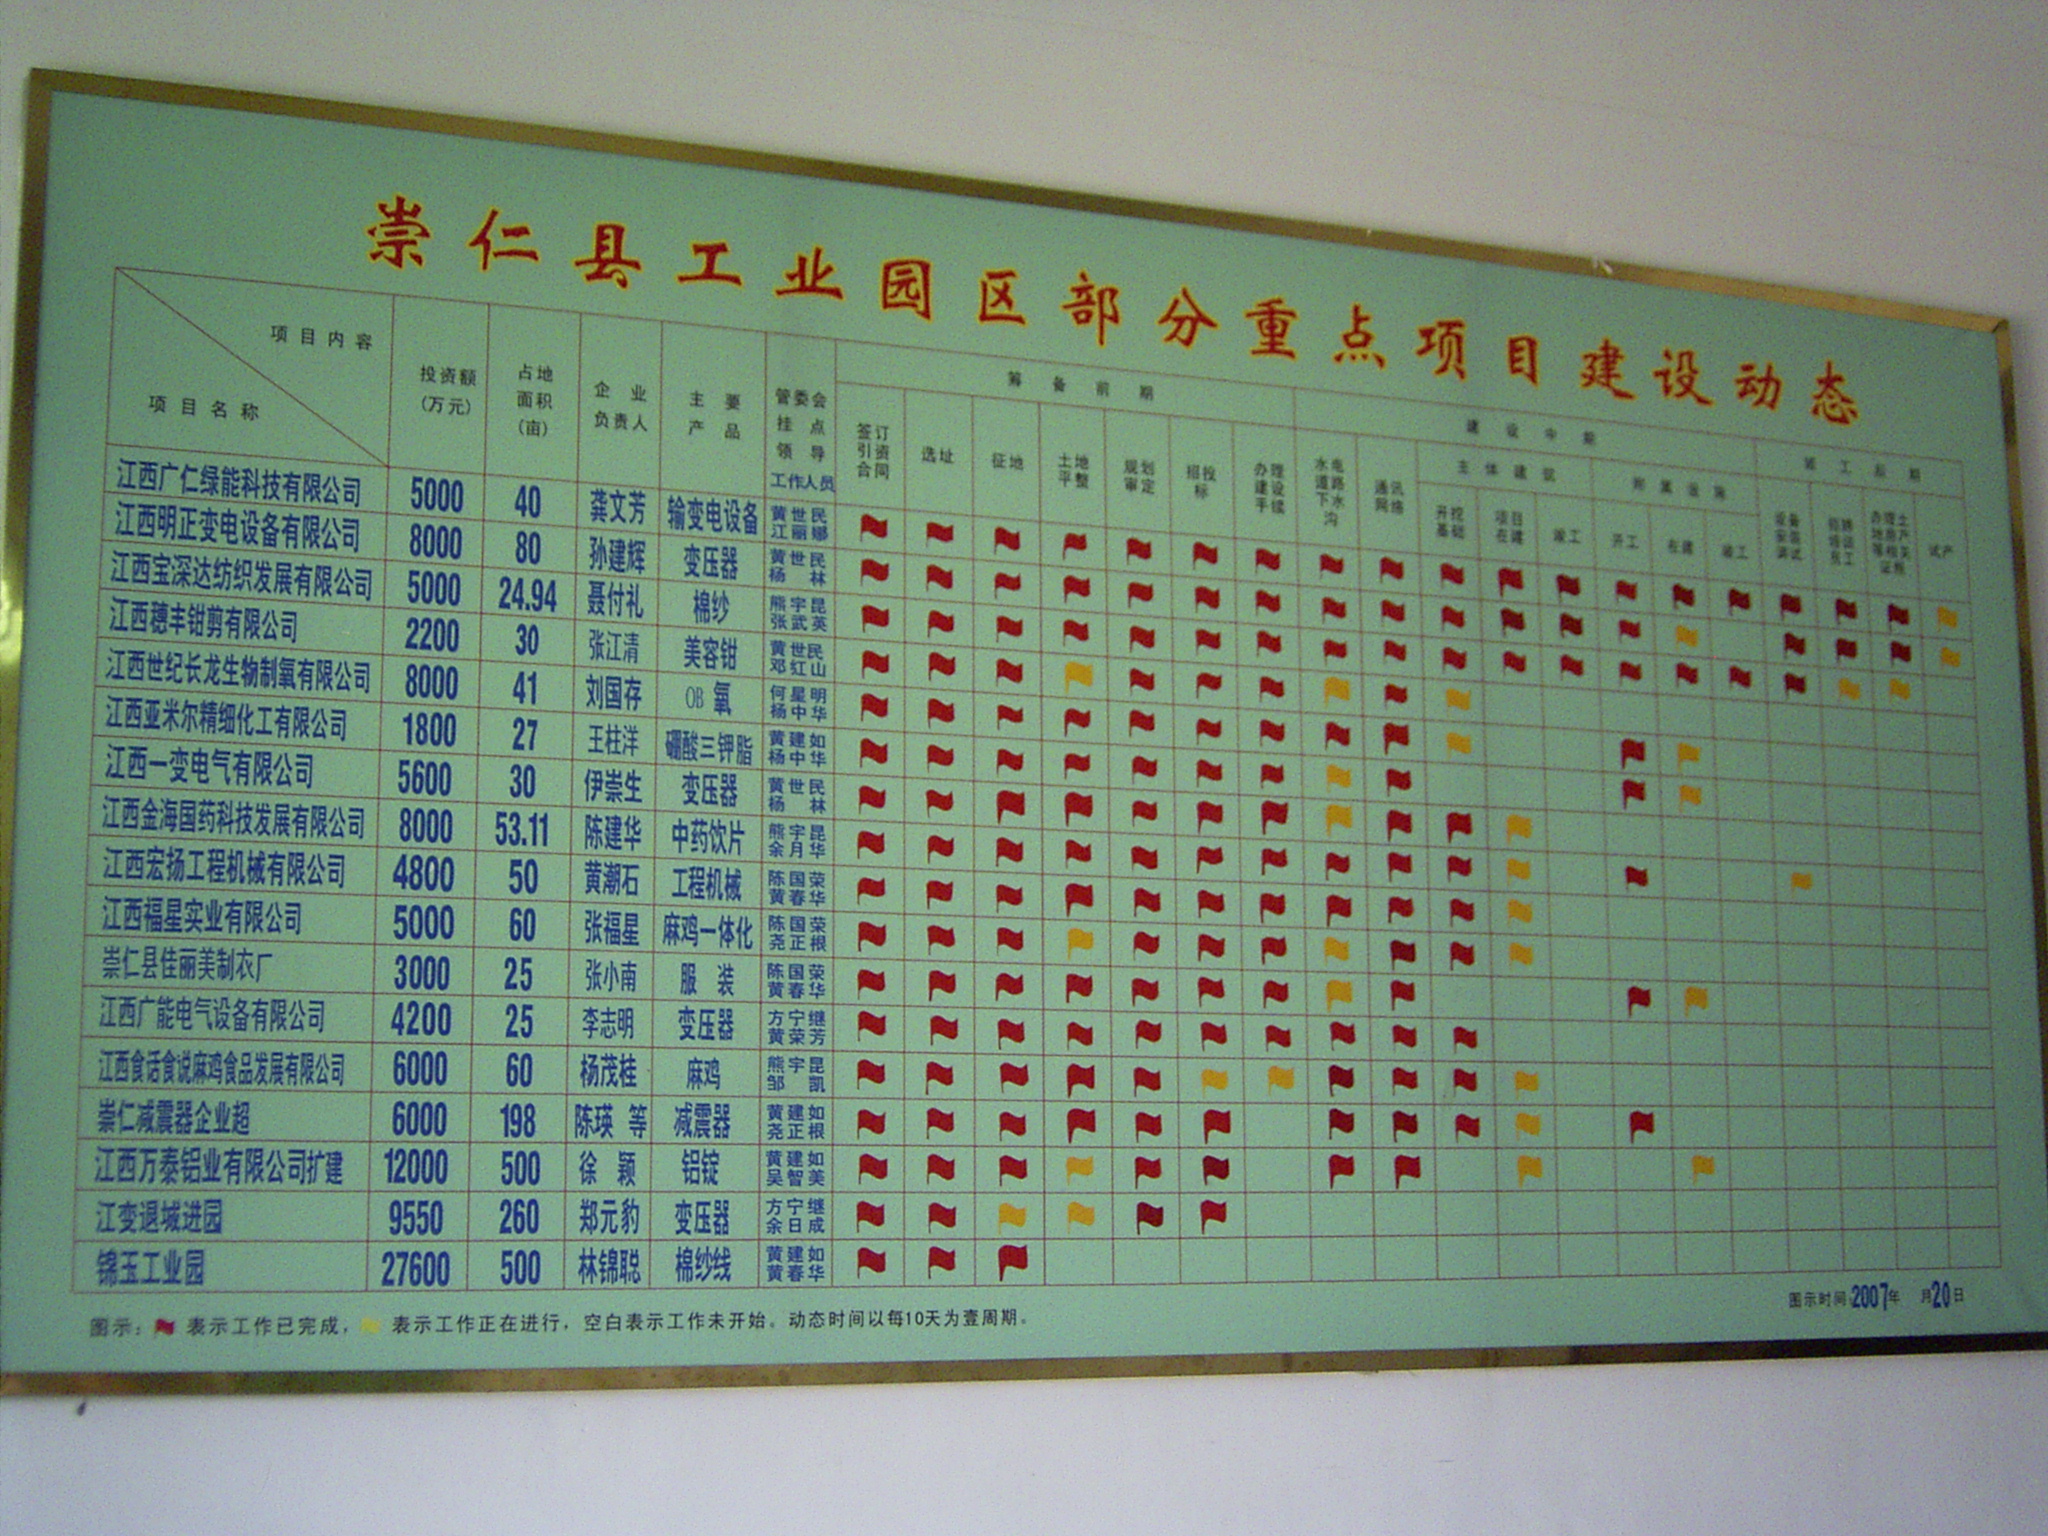 崇仁县工业园区部分重点项目建设动态
项目内容
项目名称
投资额
(万元)
占地
面积
(亩)
企业
负责人
主要
产品
管委会
挂点
领导
工作人员
筹备前期
建设中期
竣工后期
主体建筑
附属设施
签订
引资
合同
选址
征地
土地
平整
规划
审定
招投
标
办理
建设
手续
水电
道路
下水
沟
通讯
网络
开挖
基础
项目
在建
竣工
开工
在建
竣工
试产
江西广仁绿能科技有限公司 5000 40 龚文芳 输变电设备 黄世民 江丽娜
江西明正变电设备有限公司 8000 80 孙建辉 变压器 黄世民 杨林
江西宝深达纺织发展有限公司 5000 24.94 聂付礼 棉纱 熊宇昆 张武英
江西穗丰钳剪有限公司 2200 30 张江清 美容钳 黄世民 邓红山
江西世纪长龙生物制氧有限公司 8000 41 刘国存 OB氧 何星明 杨中华
江西亚米尔精细化工有限公司 1800 27 王柱洋 硼酸三钾脂 黄建如 杨中华
江西一变电气有限公司 5600 30 伊崇生 变压器 黄世民 杨林
江西金海国药科技发展有限公司 8000 53.11 陈建华 中药饮片 熊宇昆 余月华
江西宏扬工程机械有限公司 4800 50 黄潮石 工程机械 陈国荣 黄春华
江西福星实业有限公司 5000 60 张福星 麻鸡一体化 陈国荣 尧正根
崇仁县佳丽美制衣厂 3000 25 张小南 服装 陈国荣 黄春华
江西广能电气设备有限公司 4200 25 李志明 变压器 方宁继 黄荣芳
江西食话食说麻鸡食品发展有限公司 6000 60 杨茂桂 麻鸡 熊宇昆 邹凯
崇仁减震器企业超 6000 198 陈瑛 等 减震器 黄建如 尧正根
江西万泰铝业有限公司扩建 12000 500 徐颖 铝锭 黄建如 吴智美
江变退城进园 9550 260 郑元豹 变压器 方宁继 余日成
锦玉工业园 27600 500 林锦聪 棉纱线 黄建如 黄春华
图示: 表示工作已完成, 表示工作正在进行, 空白表示工作未开始。动态时间以每10天为壹周期。
图示时间:2007年 月20日